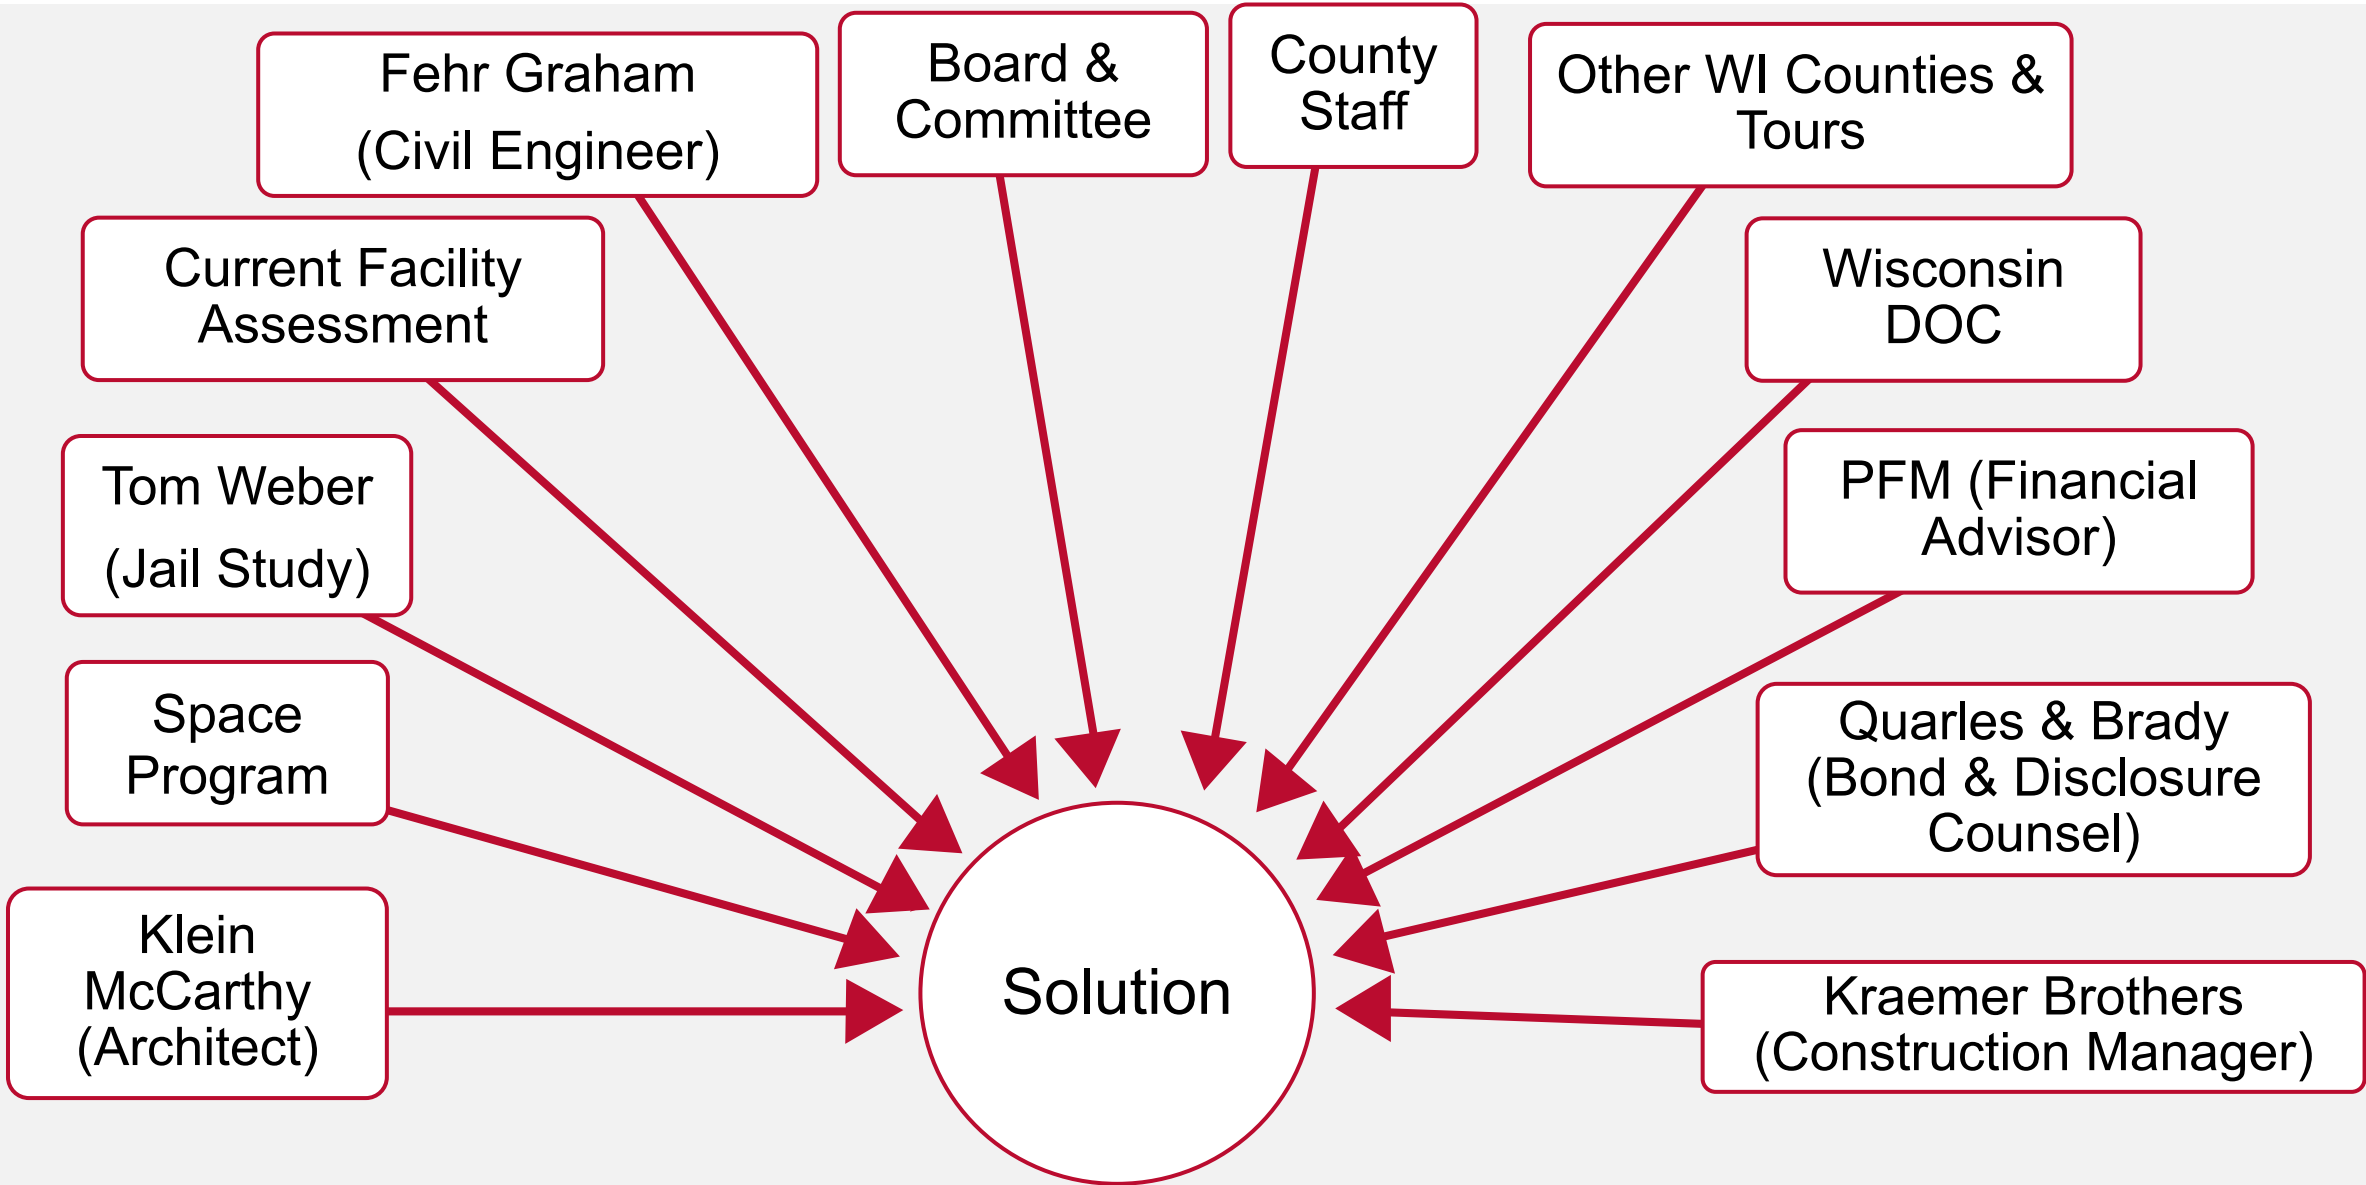 Fehr Graham
(Civil Engineer)
Board &
Committee
County
Staff
Other WI Counties &
Tours
Current Facility
Assessment
Wisconsin
DOC
Tom Weber
(Jail Study)
PFM (Financial
Advisor)
Space
Program
Quarles & Brady
(Bond & Disclosure
Counsel)
Klein
McCarthy
(Architect)
Solution
Kraemer Brothers
(Construction Manager)